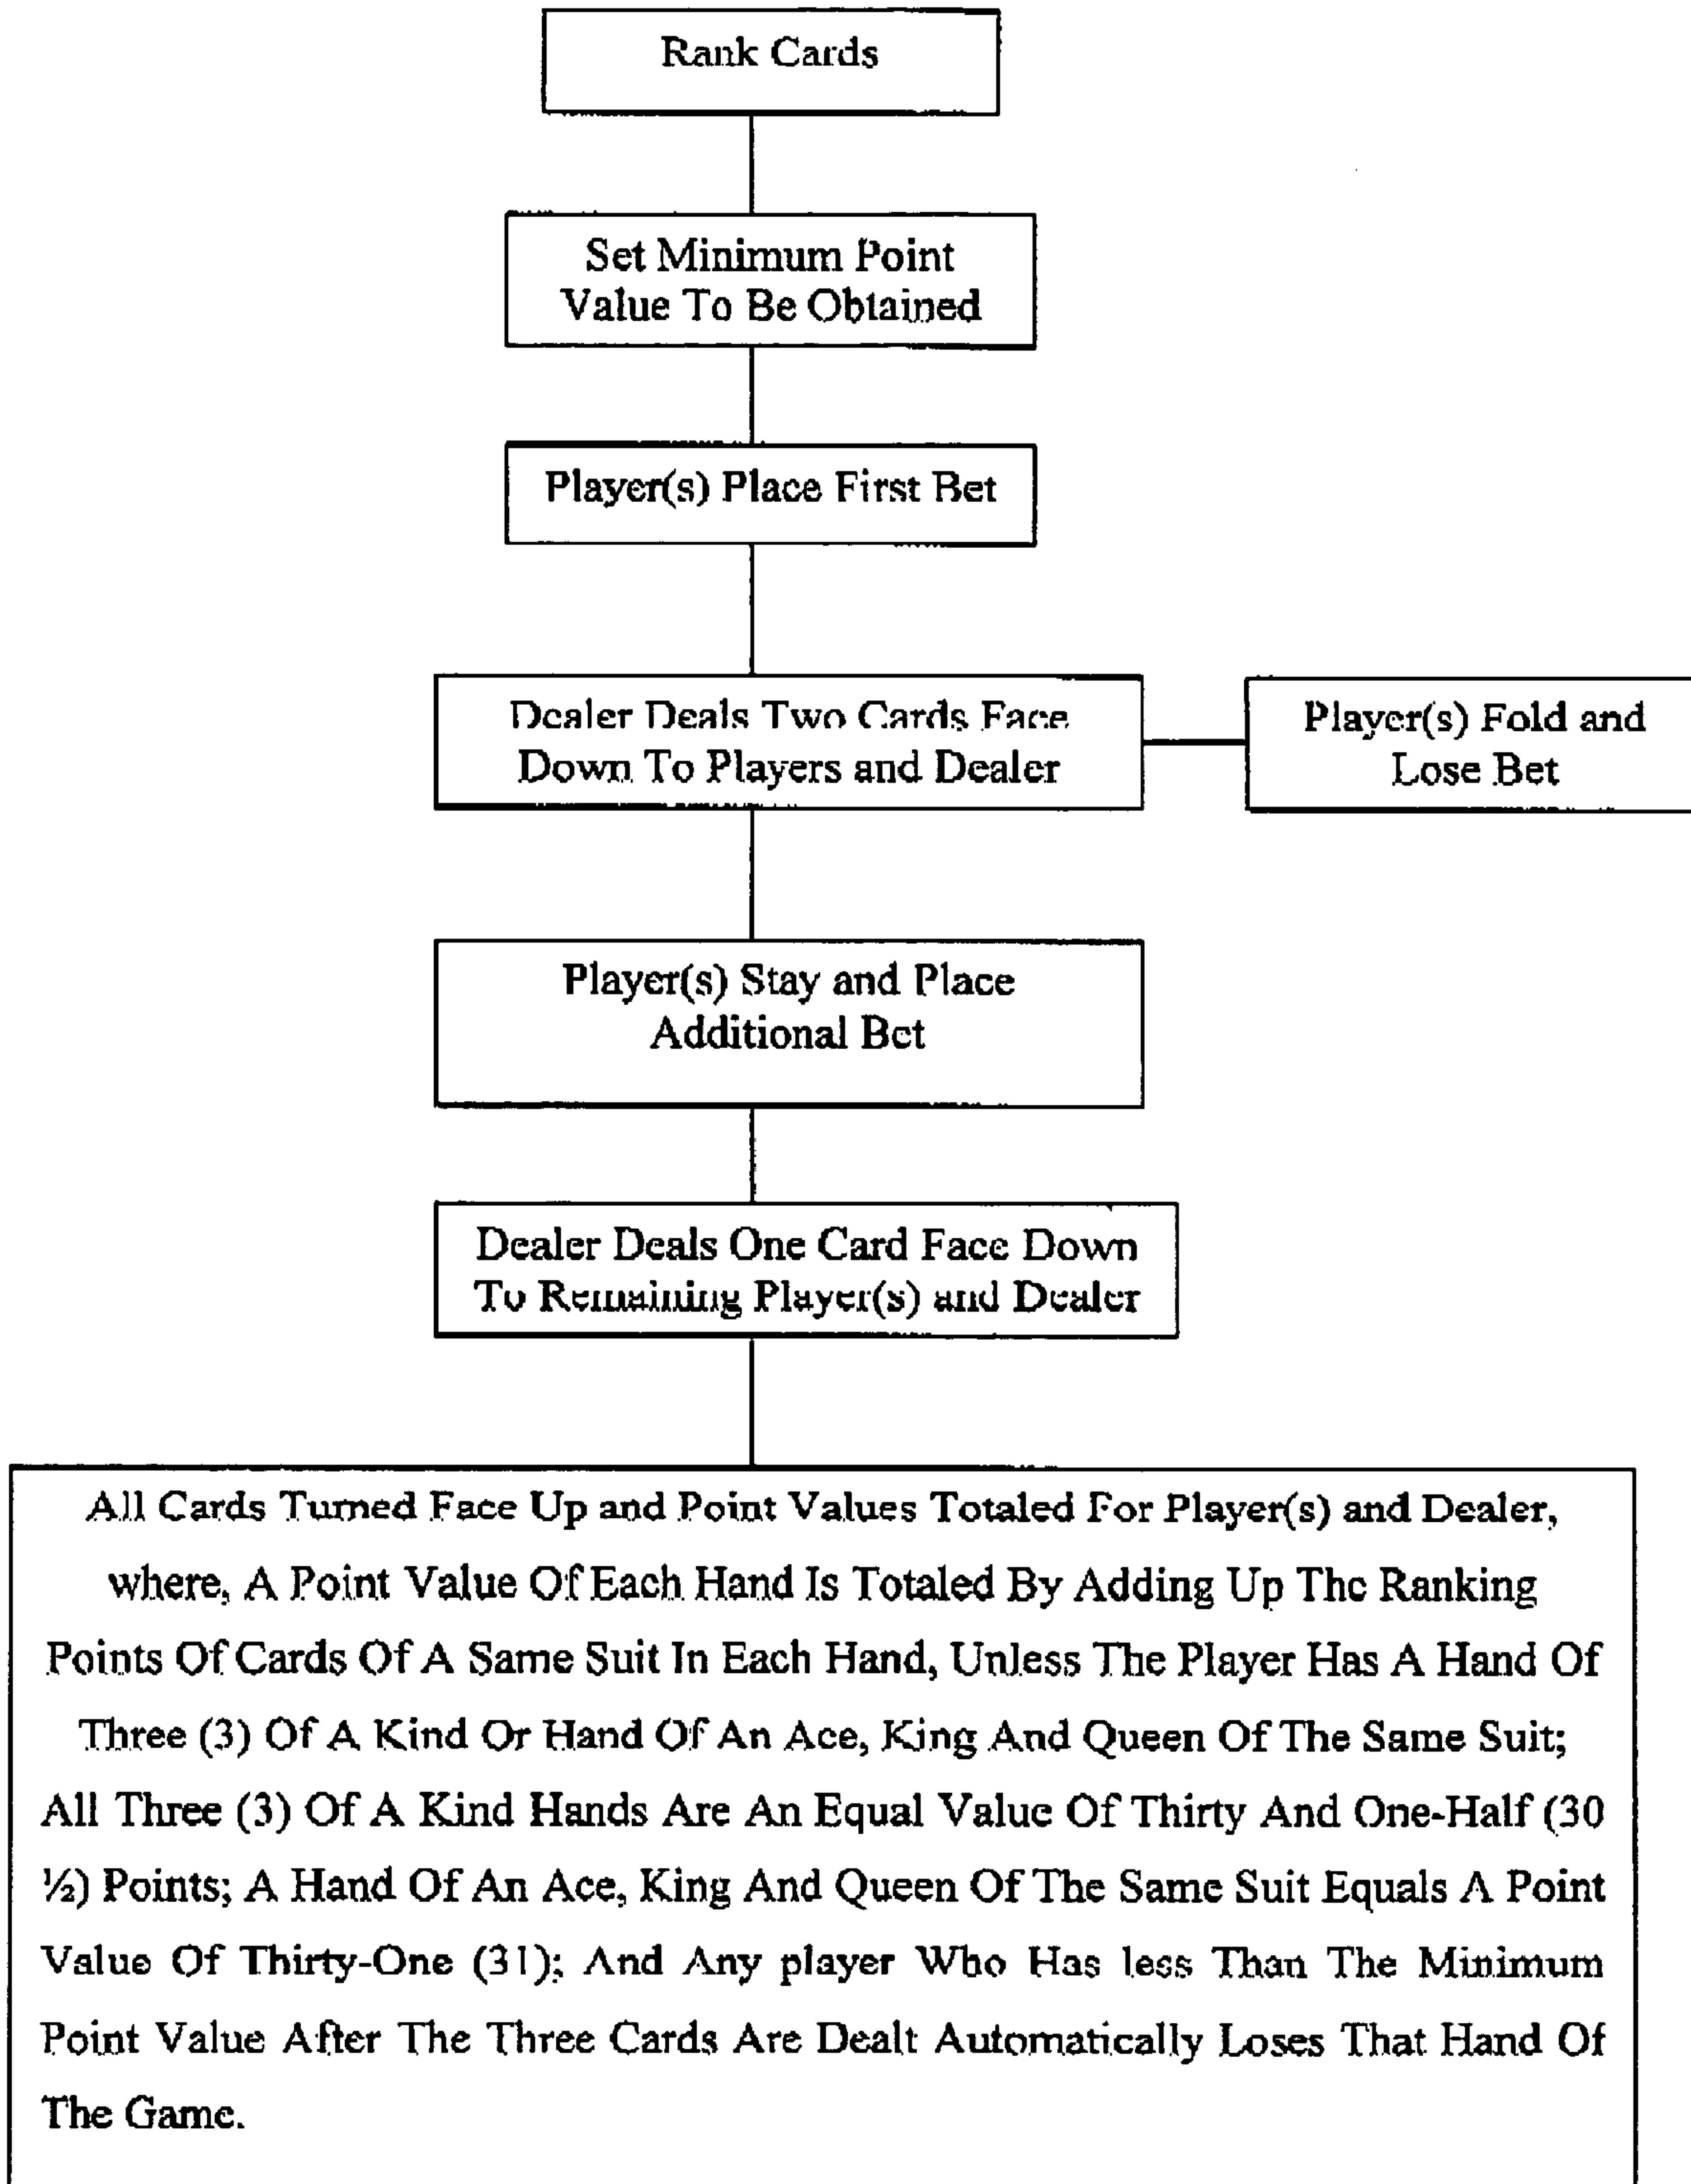 Rank Cards
Set Minimum Point
Value To Be Obtained
Player(s) Place First Bet
Dealer Deals Two Cards Face
Down To Players and Dealer
Player(s) Fold and
Lose Bet
Player(s) Stay and Place
Additional Bet
Dealer Deals One Card Face Down
To Remaining Player(s) and Dealer
All Cards Turned Face Up and Point Values Totaled For Player(s) and Dealer,
where, A Point Value Of Each Hand Is Totaled By Adding Up The Ranking
Points Of Cards Of A Same Suit In Each Hand, Unless The Player Has A Hand Of
Three (3) Of A Kind Or Hand Of An Ace, King And Queen Of The Same Suit;
All Three (3) Of A Kind Hands Are An Equal Value Of Thirty And One-Half (30
½) Points; A Hand Of An Ace, King And Queen Of The Same Suit Equals A Point
Value Of Thirty-One (31); And Any player Who Has less Than The Minimum
Point Value After The Three Cards Are Dealt Automatically Loses That Hand Of
The Game.